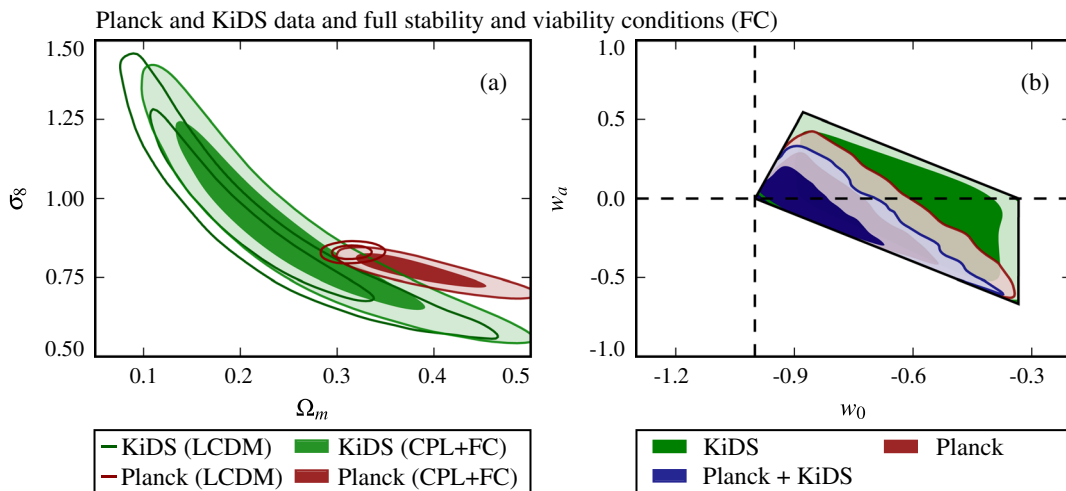 Planck and KiDS data and full stability and viability conditions (FC)
(a)
1.50
1.25
1.00
0.75
0.50
σ8
0.1 0.2 0.3 0.4 0.5
Ωm
KiDS (LCDM) KiDS (CPL+FC)
Planck (LCDM) Planck (CPL+FC)
(b)
1.0
0.5
0.0
-0.5
-1.0
wa
-1.2 -0.9 -0.6 -0.3
w0
KiDS Planck
Planck + KiDS